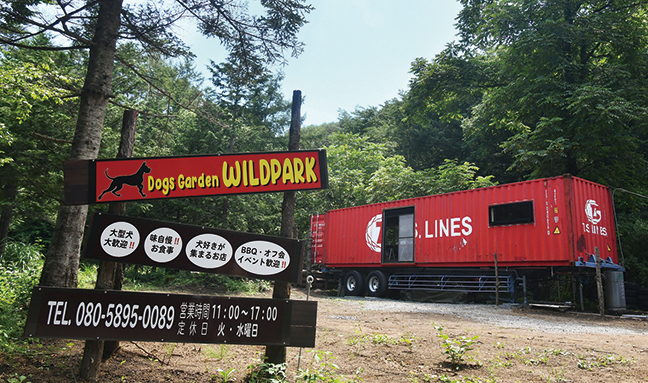 Dogs Garden WILDPARK
大型犬
大歓迎!!
味自慢!!
お食事
犬好きが
集まるお店
BBQ・オフ会
イベント歓迎!!
TEL. 080-5895-0089
営業時間 11:00〜17:00
定休日 火・水曜日
S. LINES
S LINES